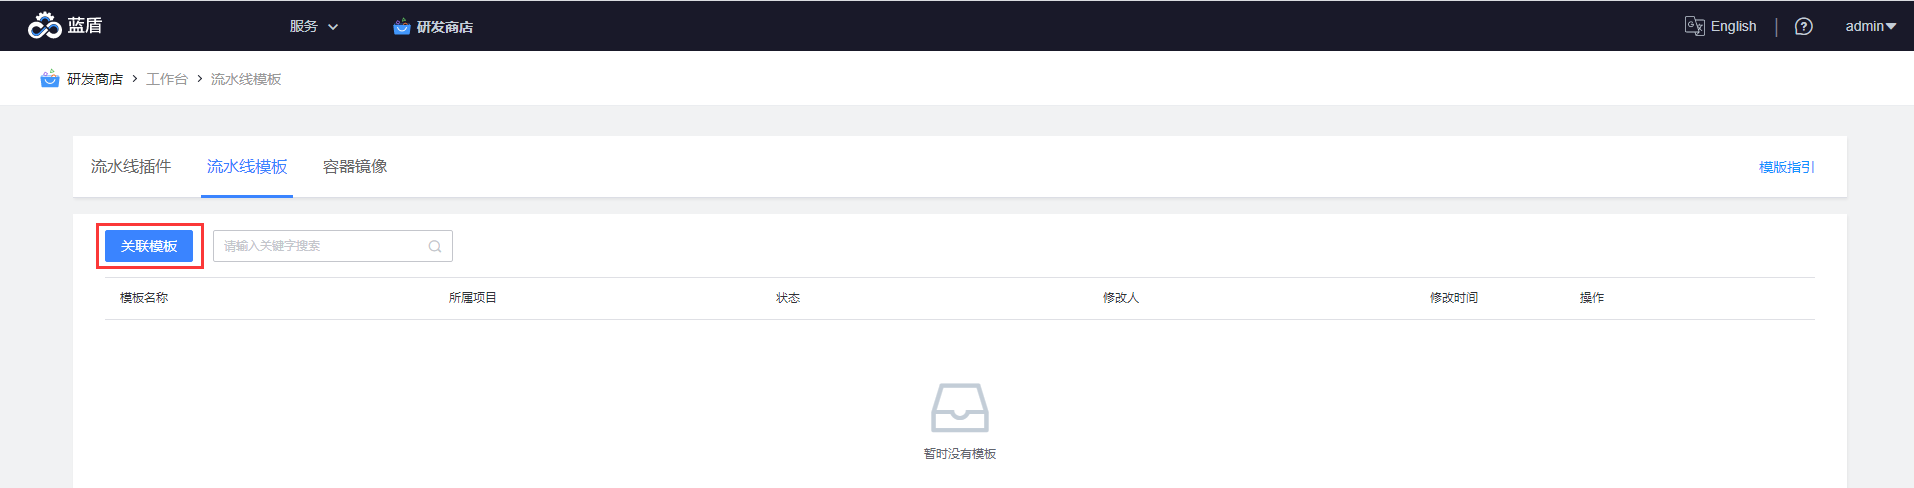 蓝盾 服务 研发商店 English admin
研发商店 > 工作台 > 流水线模板
流水线插件 流水线模板 容器镜像 模版指引
关联模板 请输入关键字搜索
模板名称 所属项目 状态 修改人 修改时间 操作
暂时没有模板